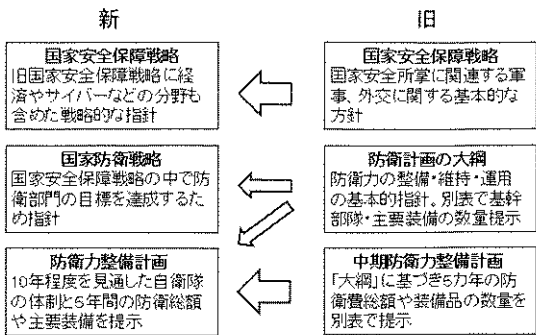 新
旧
国家安全保障戦略
旧国家安全保障戦略に経
済やサイバーなどの分野も
含めた戦略的な指針
国家安全保障戦略
国家安全所掌に関連する軍
事、外交に関する基本的な
方針
国家防衛戦略
国家安全保障戦略の中で防
衛部門の目標を達成するた
め指針
防衛計画の大綱
防衛力の整備・維持・運用
の基本的指針。別表で基幹
部隊・主要装備の数量提示
防衛力整備計画
10年程度を見通した自衛隊
の体制と5年間の防衛総額
や主要装備を提示
中期防衛力整備計画
「大綱」に基づき5カ年の防
衛費総額や装備品の数量を
別表で提示